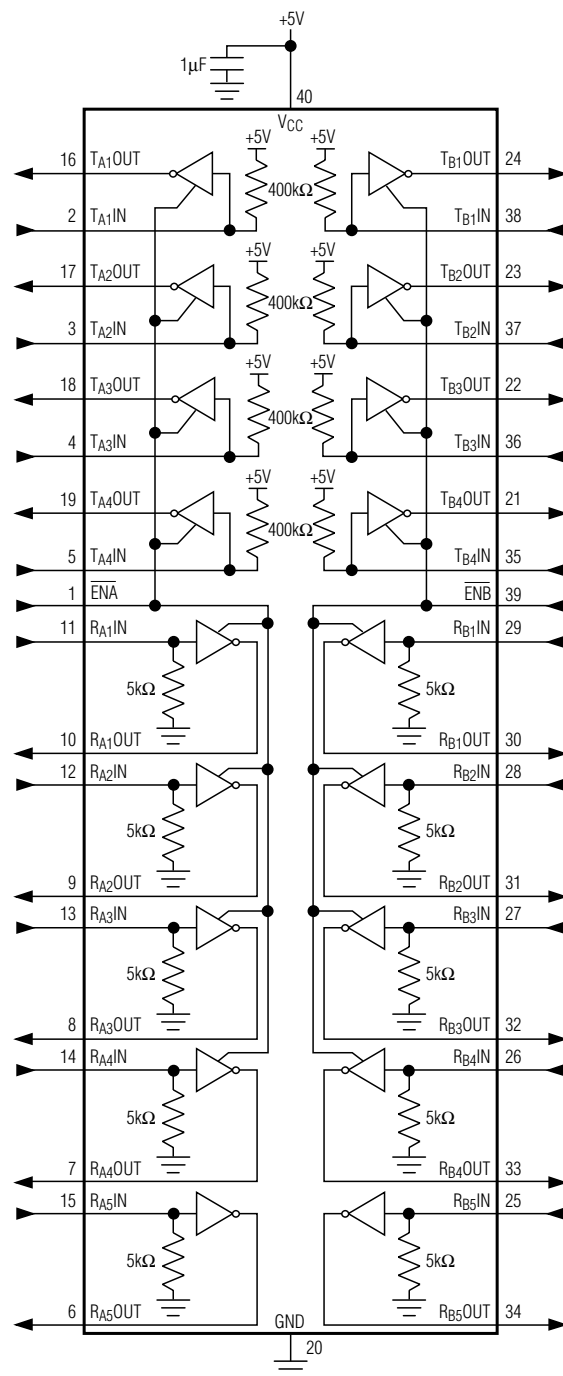 +5V
1μF
40
VCC
16 TA1OUT +5V +5V TB1OUT 24
400kΩ
2 TA1IN TB1IN 38
17 TA2OUT +5V +5V TB2OUT 23
400kΩ
3 TA2IN TB2IN 37
18 TA3OUT +5V +5V TB3OUT 22
400kΩ
4 TA3IN TB3IN 36
19 TA4OUT +5V +5V TB4OUT 21
400kΩ
5 TA4IN TB4IN 35
1 ENA ENB 39
11 RA1IN RB1IN 29
5kΩ 5kΩ
10 RA1OUT RB1OUT 30
12 RA2IN RB2IN 28
5kΩ 5kΩ
9 RA2OUT RB2OUT 31
13 RA3IN RB3IN 27
5kΩ 5kΩ
8 RA3OUT RB3OUT 32
14 RA4IN RB4IN 26
5kΩ 5kΩ
7 RA4OUT RB4OUT 33
15 RA5IN RB5IN 25
5kΩ 5kΩ
6 RA5OUT GND RB5OUT 34
20